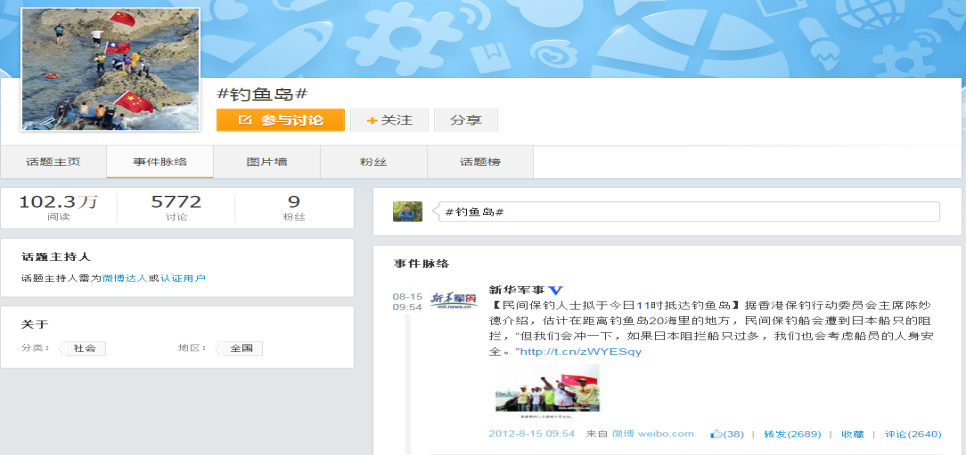 #钓鱼岛#
参与讨论
+关注
分享
话题主页
事件脉络
图片墙
粉丝
话题榜
102.3万
阅读
5772
讨论
9
粉丝
话题主持人
话题主持人需为微博达人或认证用户
关于
分类：
社会
地区：
全国
#钓鱼岛#
事件脉络
08-15
09:54
新华军网
mil.news.cn
新华军事
【民间保钓人士拟于今日11时抵达钓鱼岛】据香港保钓行动委员会主席陈妙
德介绍，估计在距离钓鱼岛20海里的地方，民间保钓船会遭到日本船只的阻
拦，“但我们会冲一下，如果日本阻拦船只过多，我们也会考虑船员的人身安
全。”http://t.cn/zWYESqy
2012-8-15 09:54 来自 微博 weibo.com
(38) | 转发(2689) | 收藏 | 评论(2640)